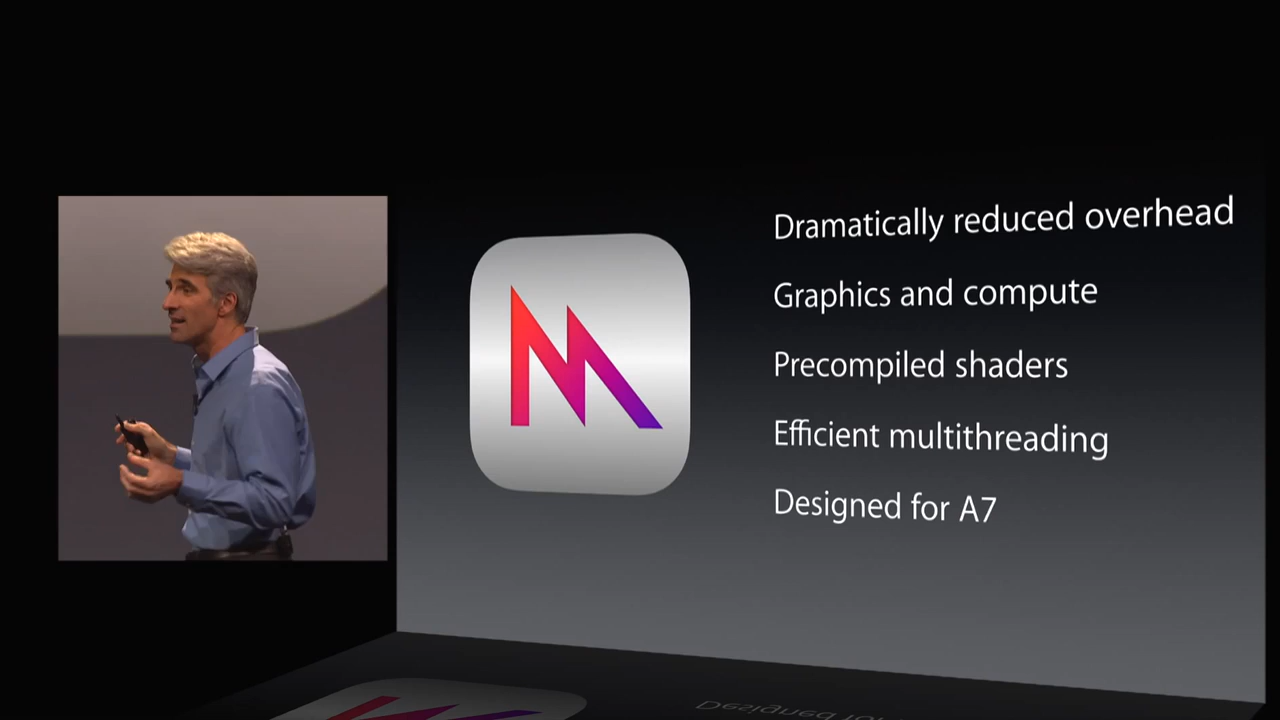 Dramatically reduced overhead
Graphics and compute
Precompiled shaders
Efficient multithreading
Designed for A7